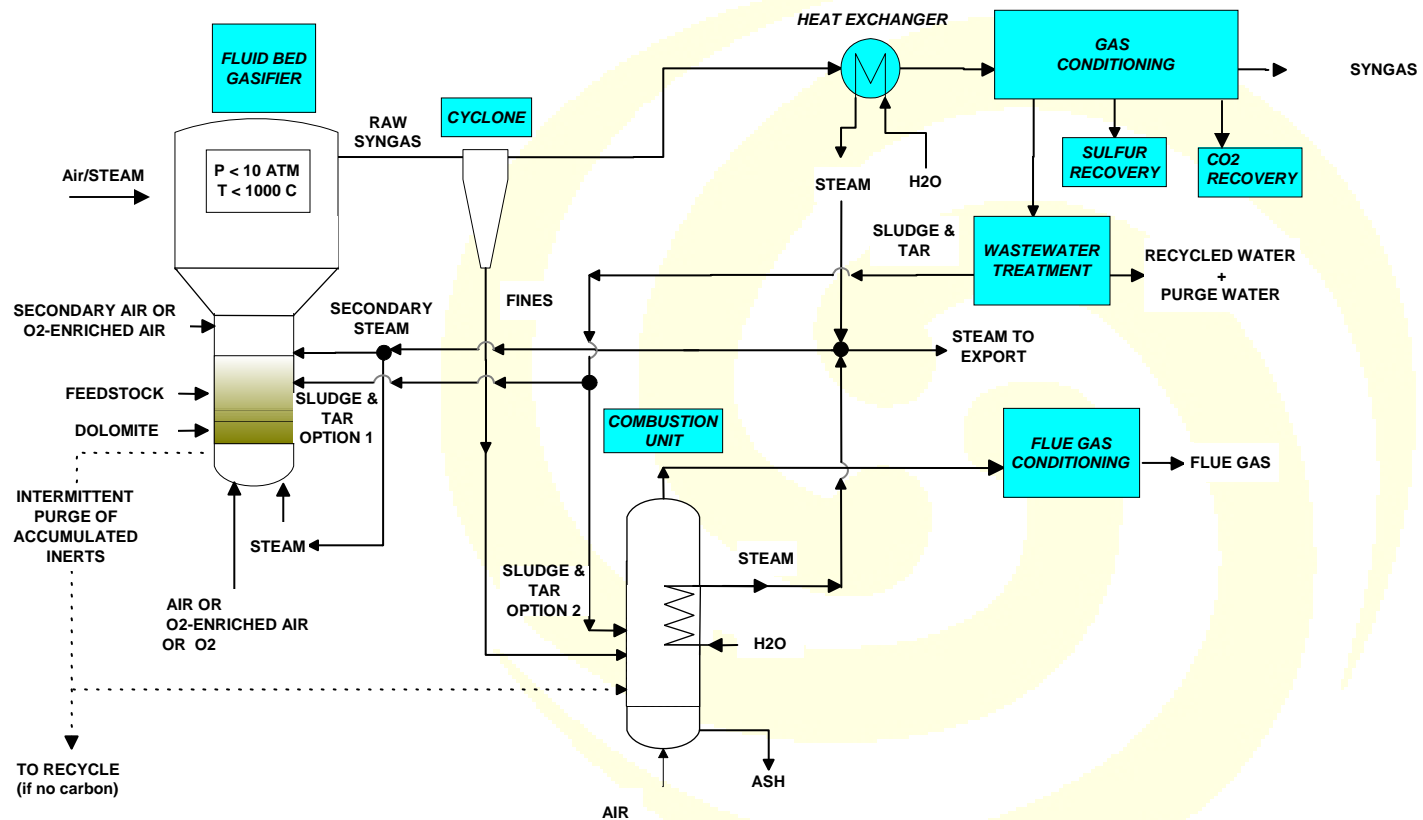 HEAT EXCHANGER
FLUID BED
GASIFIER
GAS
CONDITIONING
SYNGAS
CYCLONE
RAW
SYNGAS
P < 10 ATM
T < 1000 C
Air/STEAM
SULFUR
RECOVERY
CO2
RECOVERY
STEAM
H2O
SLUDGE &
TAR
WASTEWATER
TREATMENT
RECYCLED WATER
+
PURGE WATER
SECONDARY AIR OR
O2-ENRICHED AIR
SECONDARY
STEAM
FINES
STEAM TO
EXPORT
FEEDSTOCK
DOLOMITE
SLUDGE &
TAR
OPTION 1
COMBUSTION
UNIT
FLUE GAS
CONDITIONING
FLUE GAS
INTERMITTENT
PURGE OF
ACCUMULATED
INERTS
STEAM
AIR OR
O2-ENRICHED AIR
OR O2
SLUDGE &
TAR
OPTION 2
STEAM
H2O
TO RECYCLE
(if no carbon)
ASH
AIR